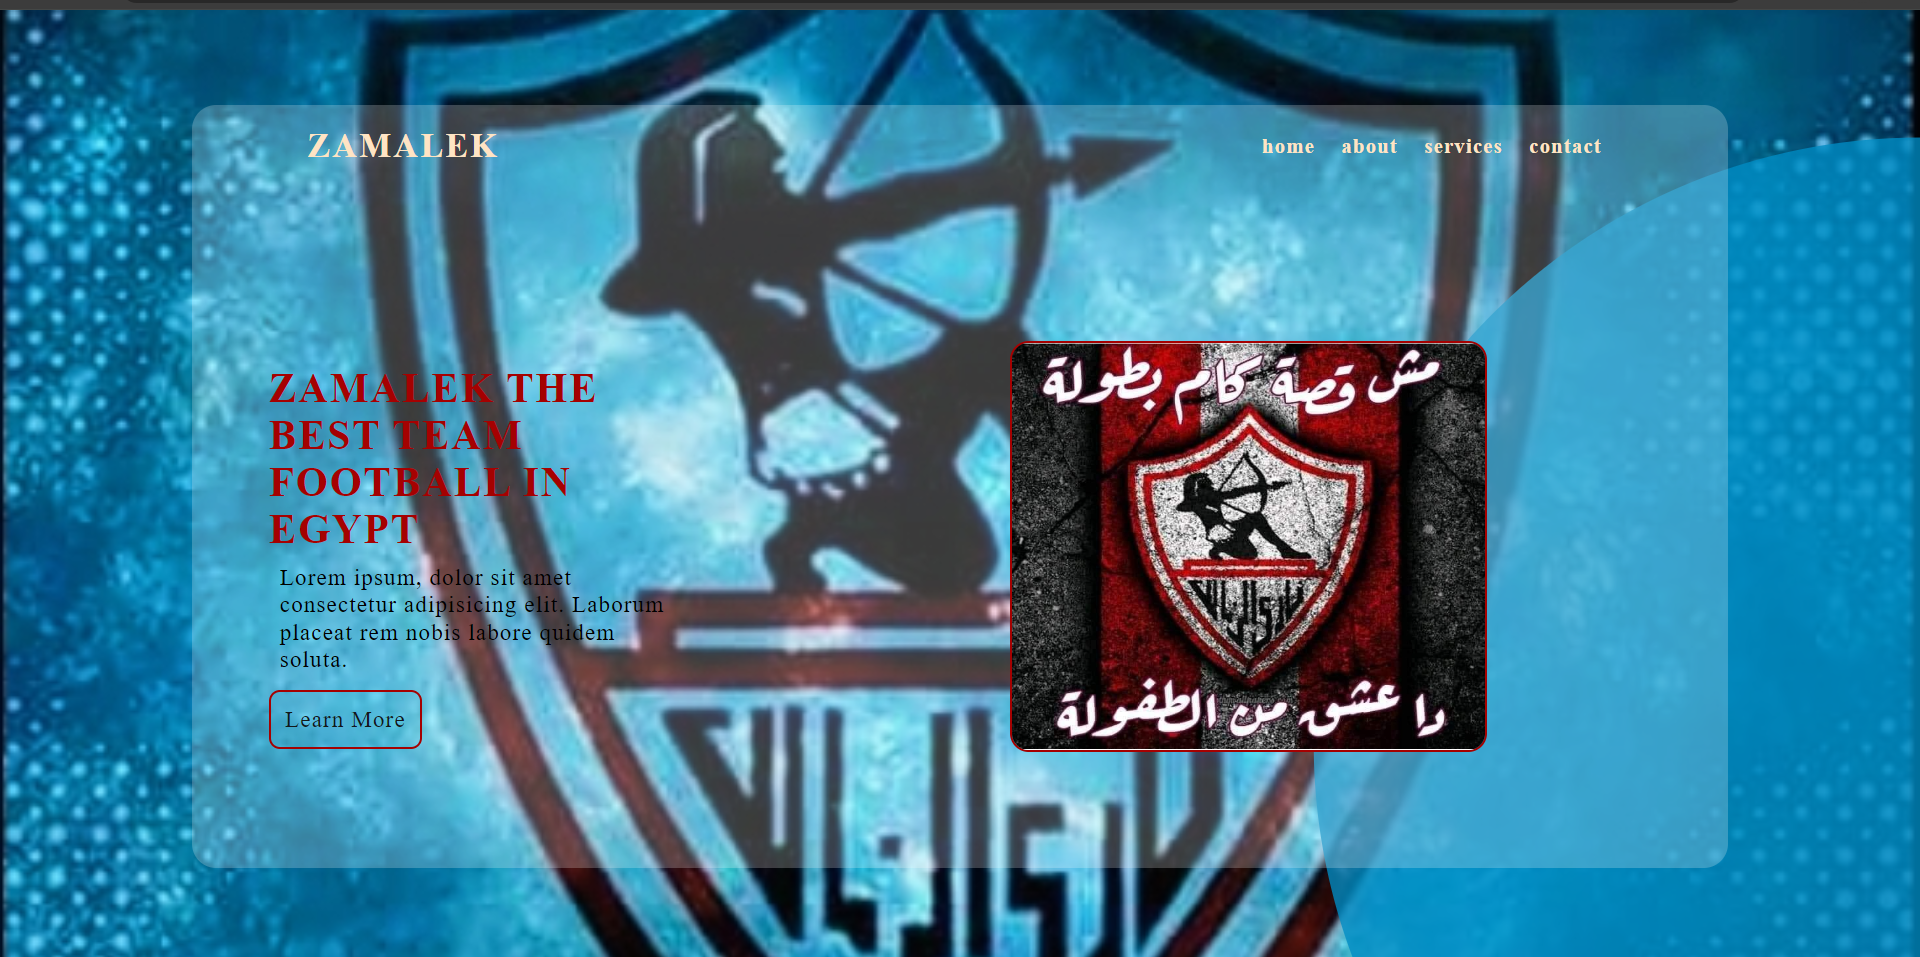 ZAMALEK
home about services contact
ZAMALEK THE
BEST TEAM
FOOTBALL IN
EGYPT
Lorem ipsum, dolor sit amet
consectetur adipisicing elit. Laborum
placeat rem nobis labore quidem
soluta.
Learn More
مش قصة كام بطولة
دا عشق من الطفولة